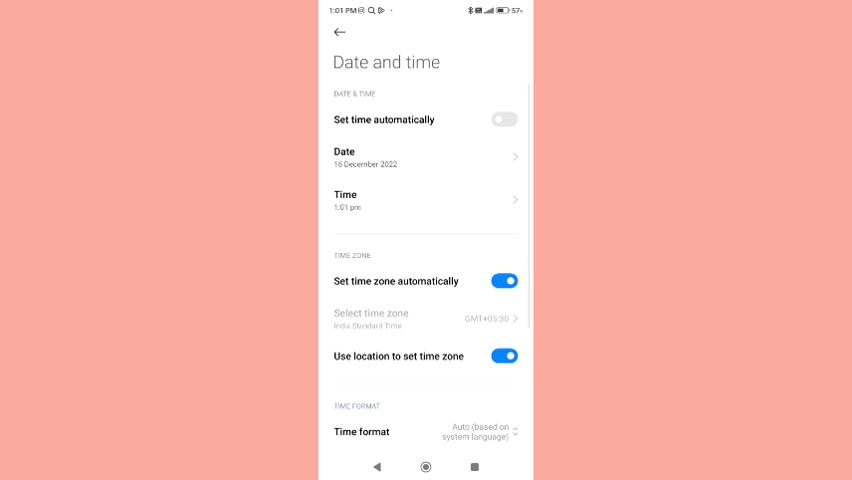 1:01 PM
57%
Date and time
DATE & TIME
Set time automatically
Date
16 December 2022
Time
1:01 pm
TIME ZONE
Set time zone automatically
Select time zone
GMT+05:30
India Standard Time
Use location to set time zone
TIME FORMAT
Time format
Auto (based on
system language)